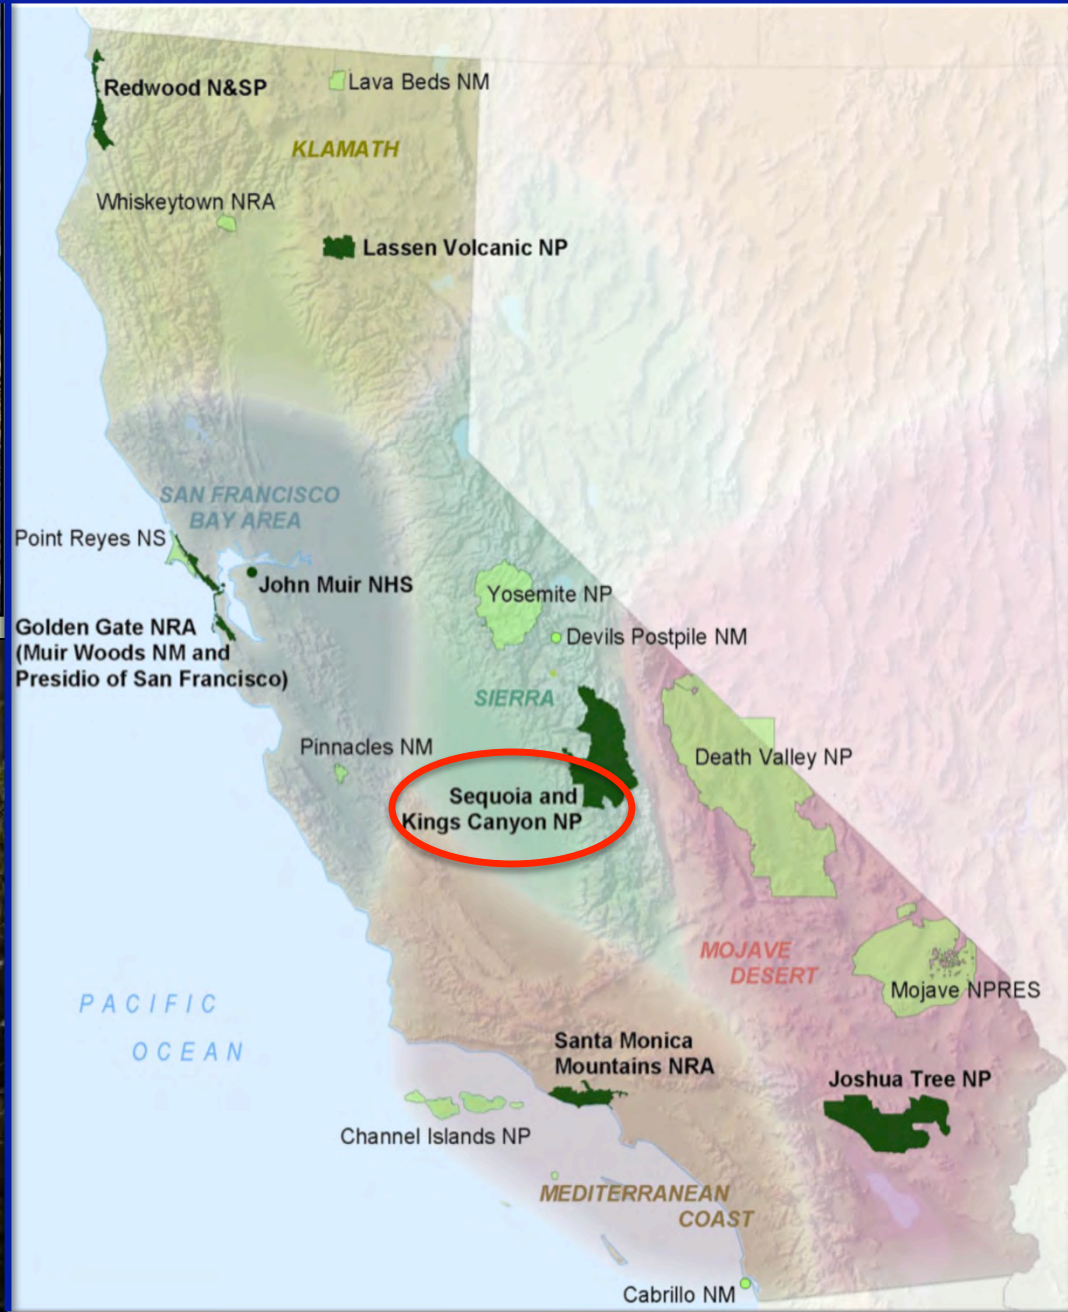 Redwood N&SP
Lava Beds NM
KLAMATH
Whiskeytown NRA
Lassen Volcanic NP
SAN FRANCISCO
BAY AREA
Point Reyes NS
John Muir NHS
Yosemite NP
Golden Gate NRA
(Muir Woods NM and
Presidio of San Francisco)
Devils Postpile NM
SIERRA
Pinnacles NM
Death Valley NP
Sequoia and
Kings Canyon NP
MOJAVE
DESERT
Mojave NPRES
PACIFIC
OCEAN
Santa Monica
Mountains NRA
Joshua Tree NP
Channel Islands NP
MEDITERRANEAN
COAST
Cabrillo NM